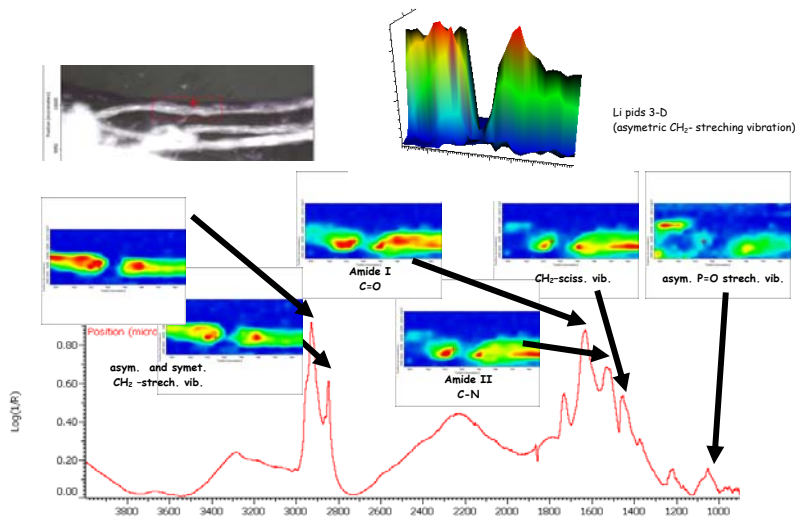 Li pids 3-D
(asymetric CH₂- streching vibration)
Amide I
C=O
CH₂-sciss. vib.
asym. P=O strech. vib.
Position (micro
asym. and symet.
CH₂ -strech. vib.
Amide II
C-N
Log(1/R)
0.80
0.60
0.40
0.20
0.00
3800 3600 3400 3200 3000 2800 2600 2400 2200 2000 1800 1600 1400 1200 1000